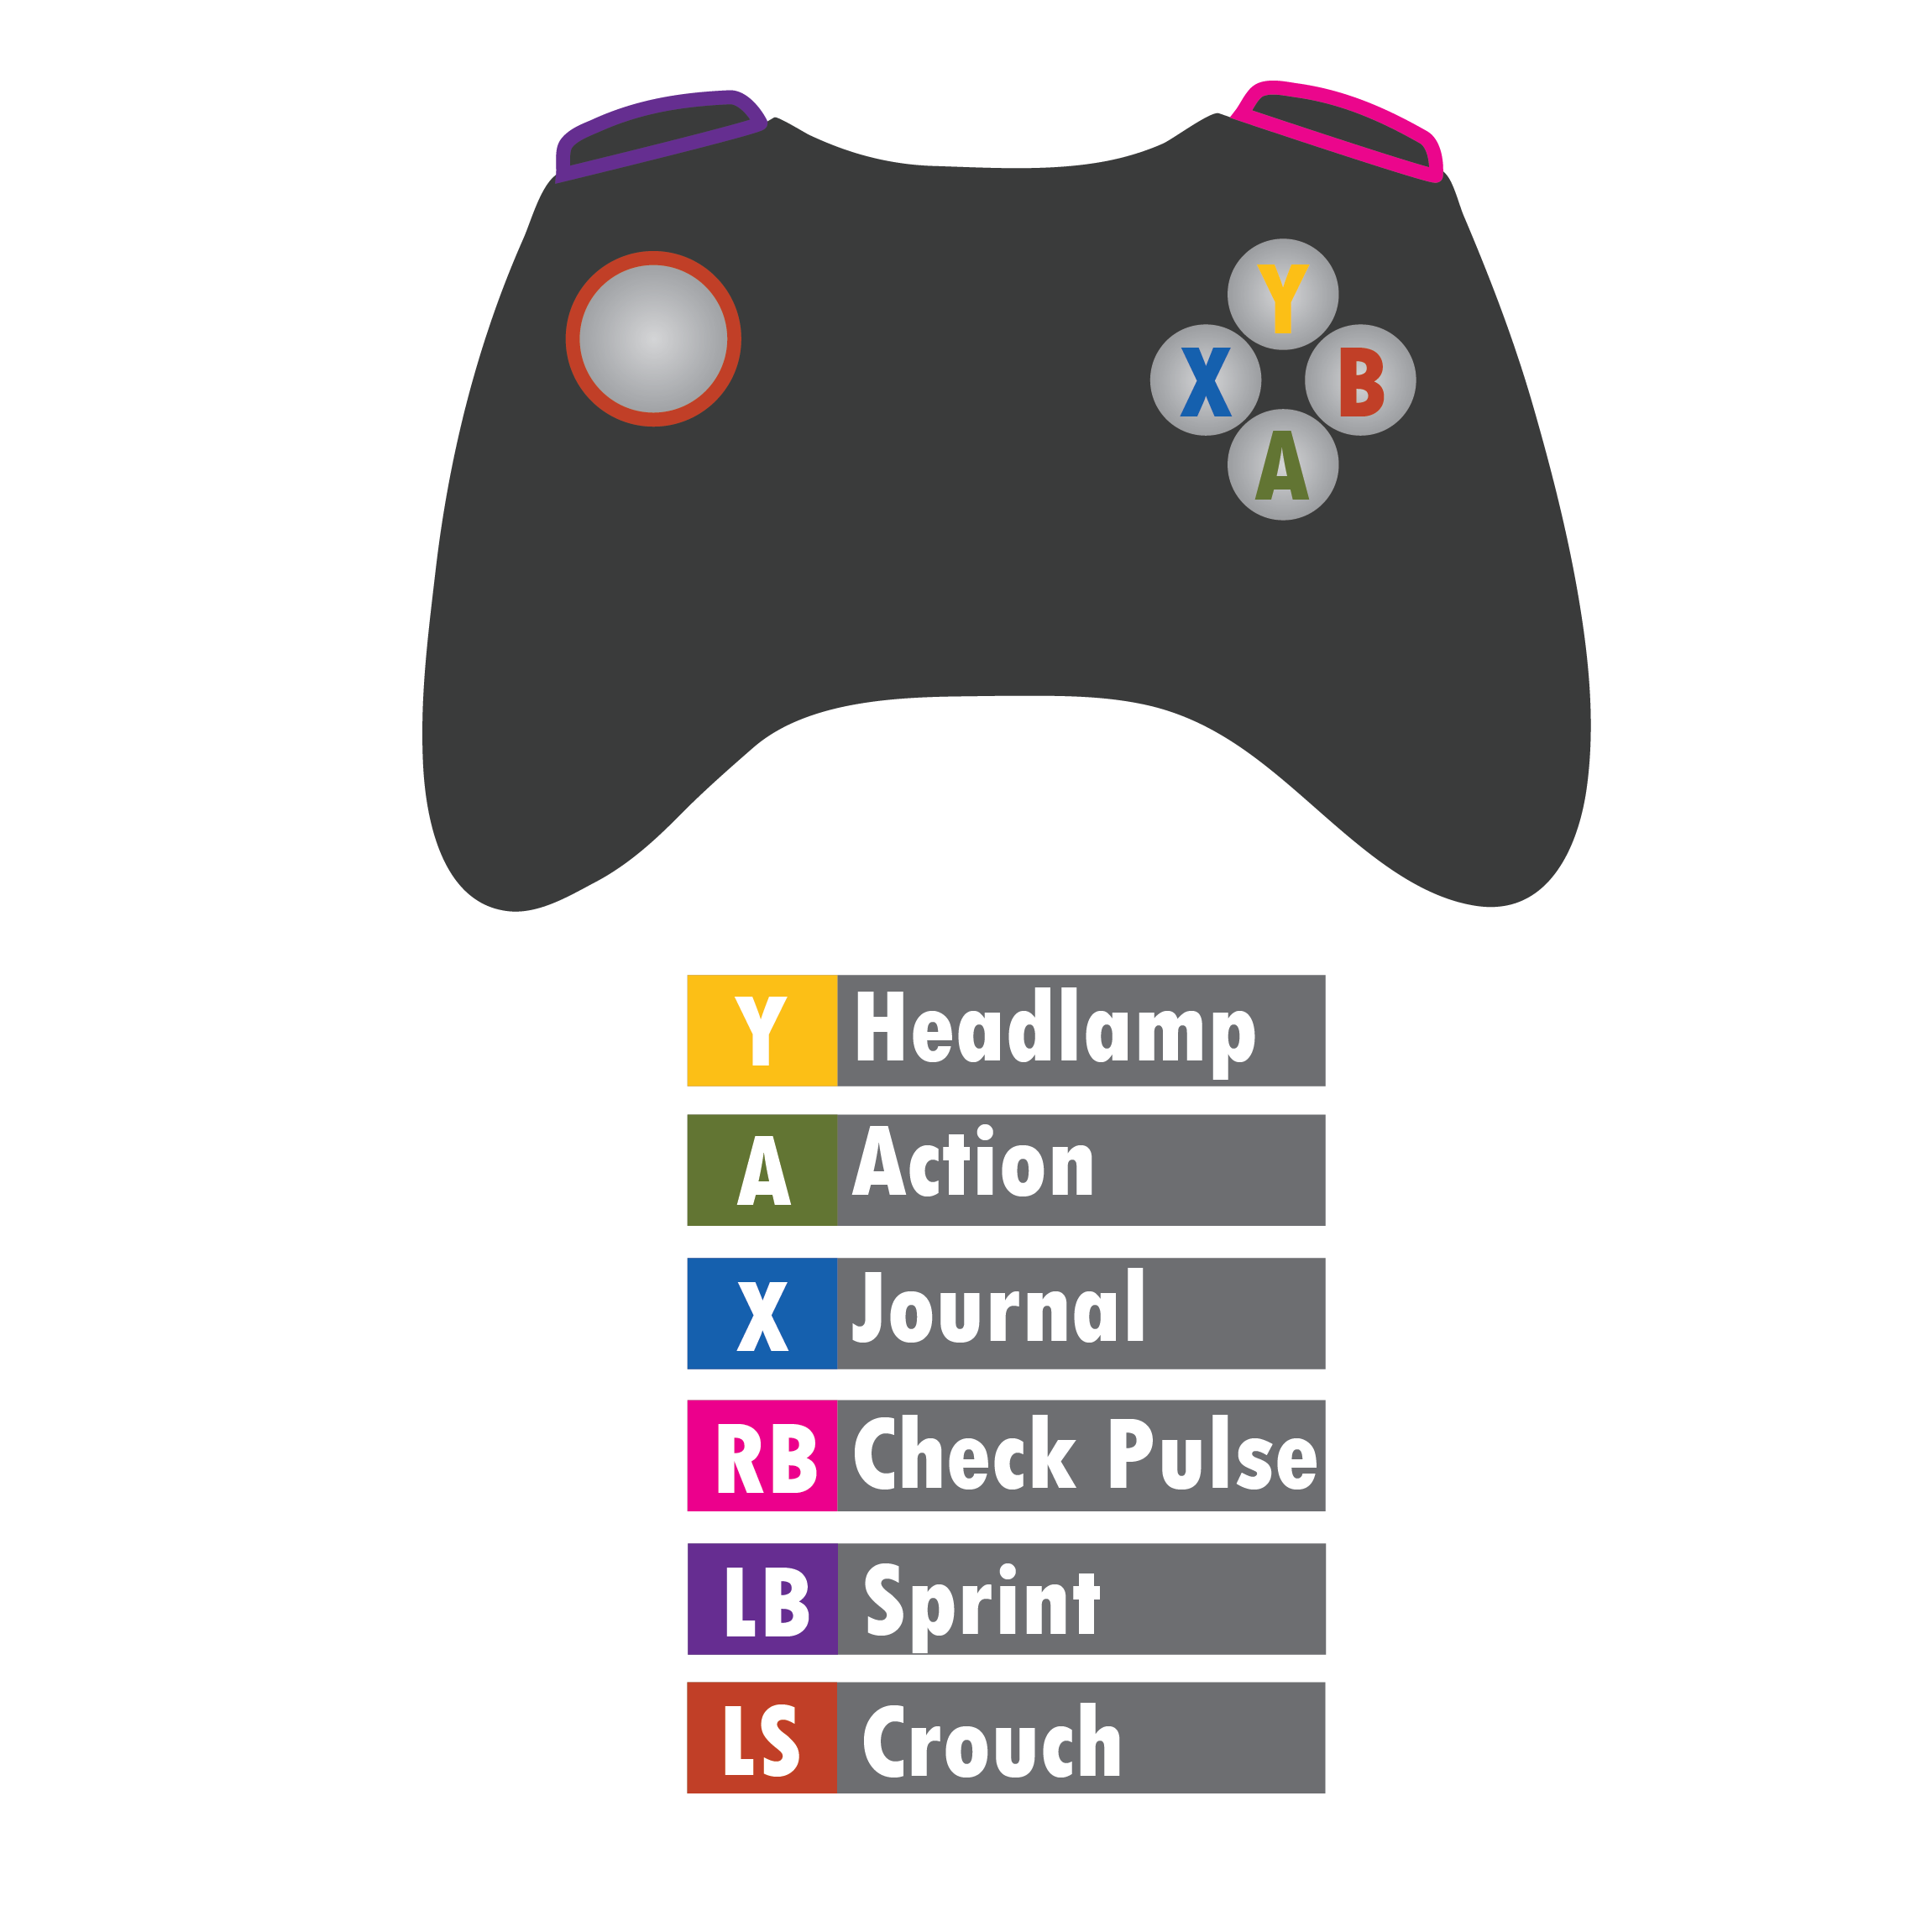 Y
X B
A
Y Headlamp
A Action
X Journal
RB Check Pulse
LB Sprint
LS Crouch